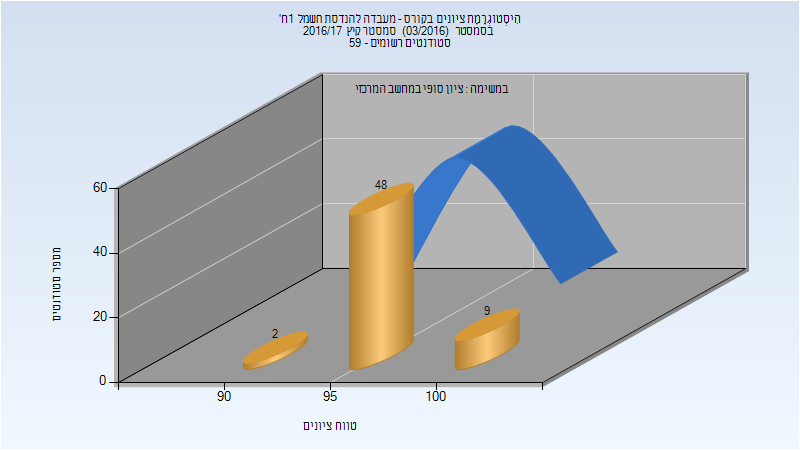 היסטוגרמת ציונים בקורס - מעבדה להנדסת חשמל 1ח'
בסמסטר (03/2016) סמסטר קיץ 2016/17
סטודנטים רשומים - 59
במשימה : ציון סופי במחשב המרכזי
60
40
20
0
מספר סטודנטים
2
48
9
90
95
100
טווח ציונים